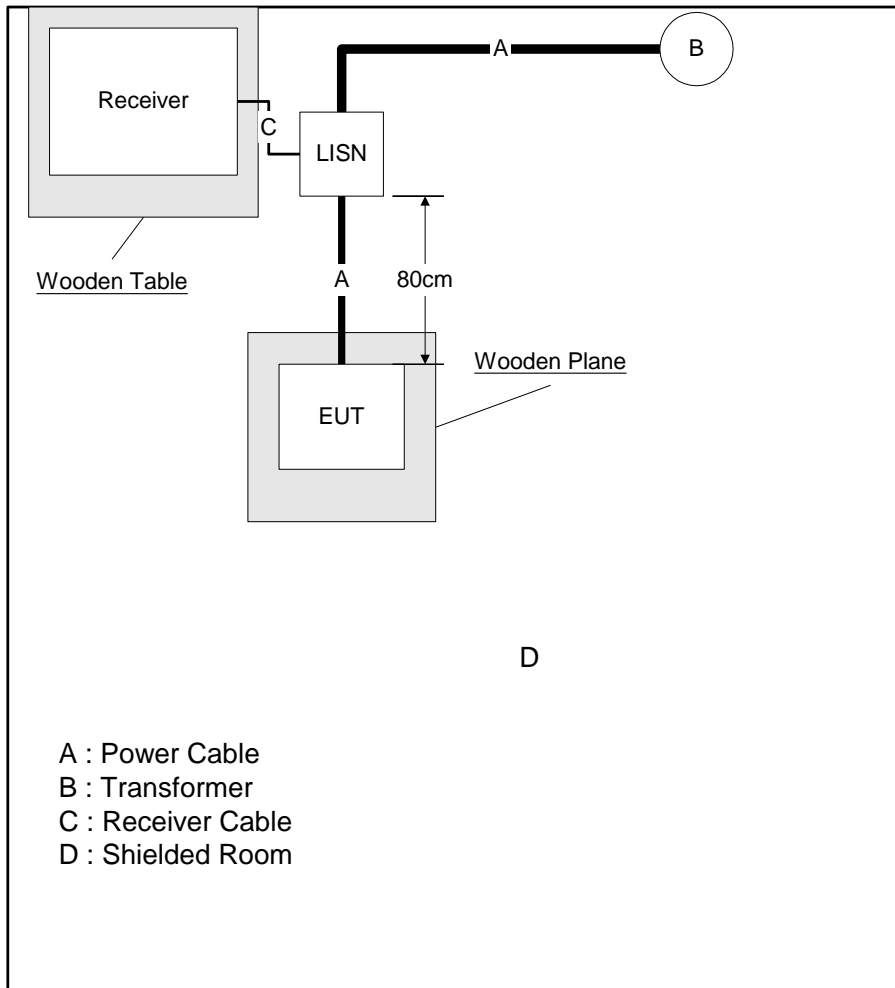 A
B
Receiver
C
LISN
Wooden Table
A
80cm
Wooden Plane
EUT
D
A : Power Cable
B : Transformer
C : Receiver Cable
D : Shielded Room